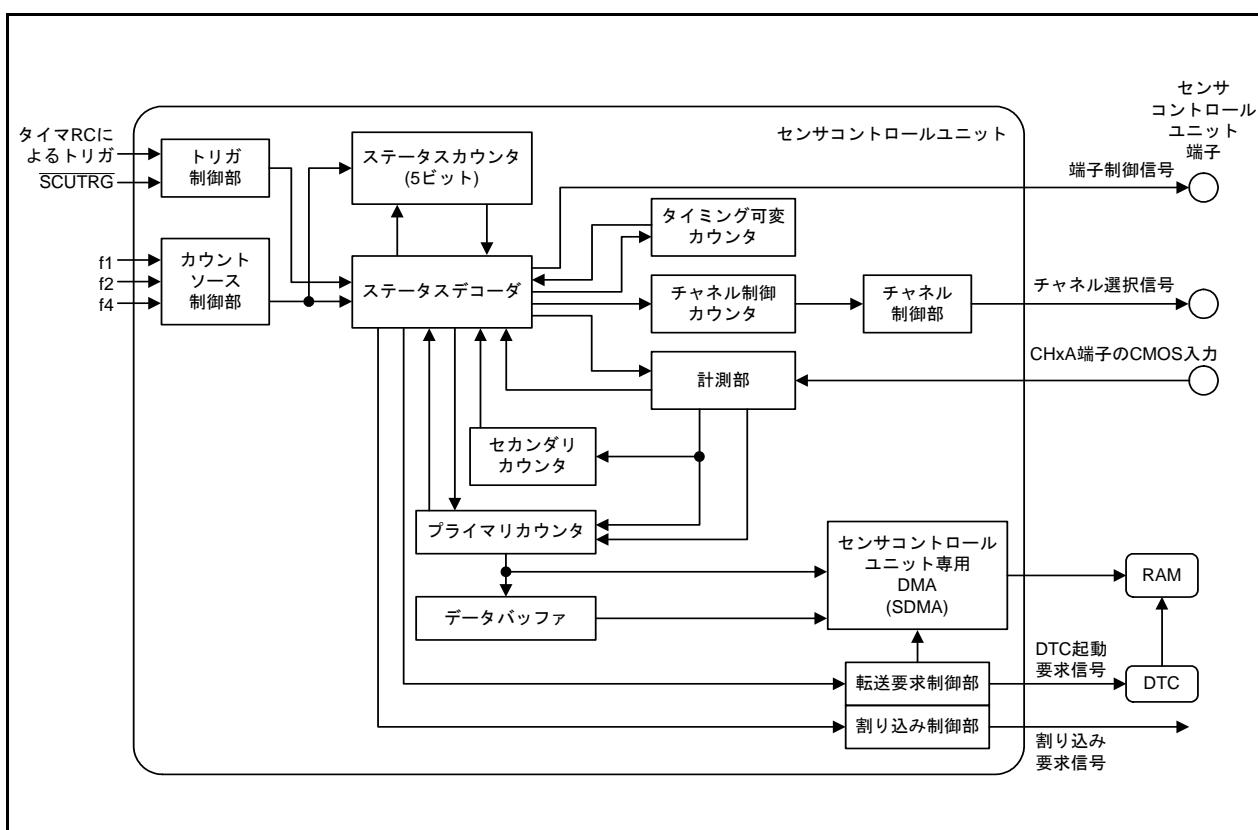 センサ
コントロール
ユニット
端子
センサコントロールユニット
タイマRCに
よるトリガ
SCUTRG
トリガ
制御部
ステータスカウンタ
(5ビット)
端子制御信号
タイミング可変
カウンタ
f1
f2
f4
カウント
ソース
制御部
ステータスデコーダ
チャネル制御
カウンタ
チャネル
制御部
チャネル選択信号
CHxA端子のCMOS入力
計測部
セカンダリ
カウンタ
プライマリカウンタ
センサコントロール
ユニット専用
DMA
(SDMA)
RAM
データバッファ
DTC起動
要求信号
転送要求制御部
DTC
割り込み制御部
割り込み
要求信号